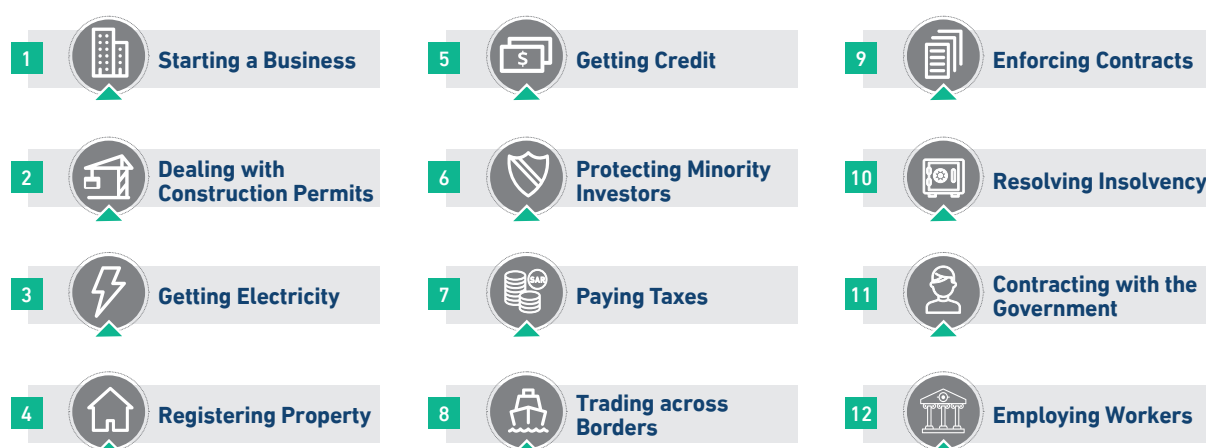 1
Starting a Business
2
Dealing with
Construction Permits
3
Getting Electricity
4
Registering Property
5
$
Getting Credit
6
Protecting Minority
Investors
7
SAR
Paying Taxes
8
Trading across
Borders
9
Enforcing Contracts
10
Resolving Insolvency
11
Contracting with the
Government
12
Employing Workers